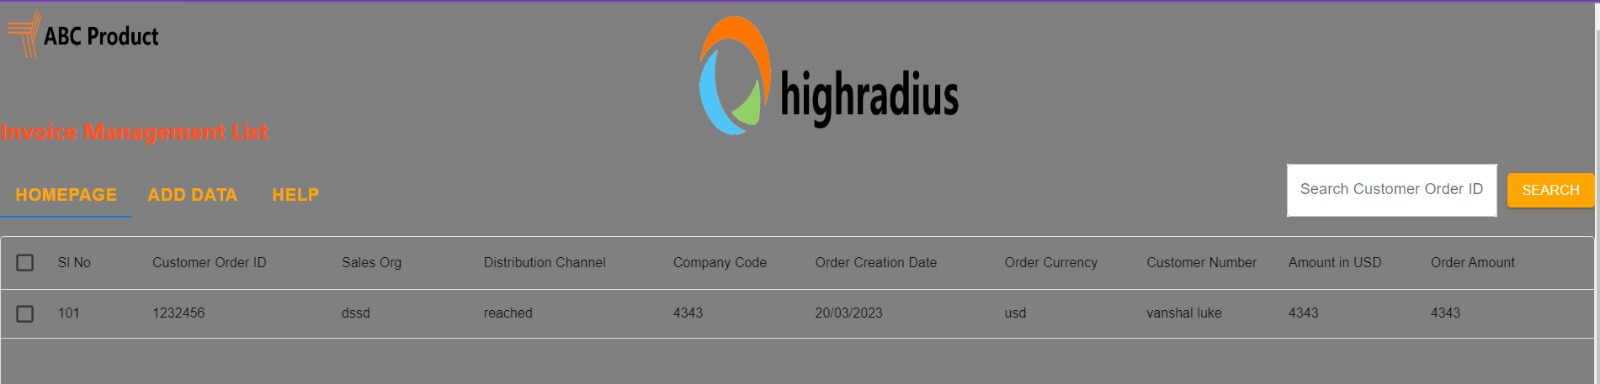 ABC Product
highradius
Invoice Management List
HOMEPAGE ADD DATA HELP Search Customer Order ID SEARCH
SI No Customer Order ID Sales Org Distribution Channel Company Code Order Creation Date Order Currency Customer Number Amount in USD Order Amount
101 1232456 dssd reached 4343 20/03/2023 usd vanshal luke 4343 4343